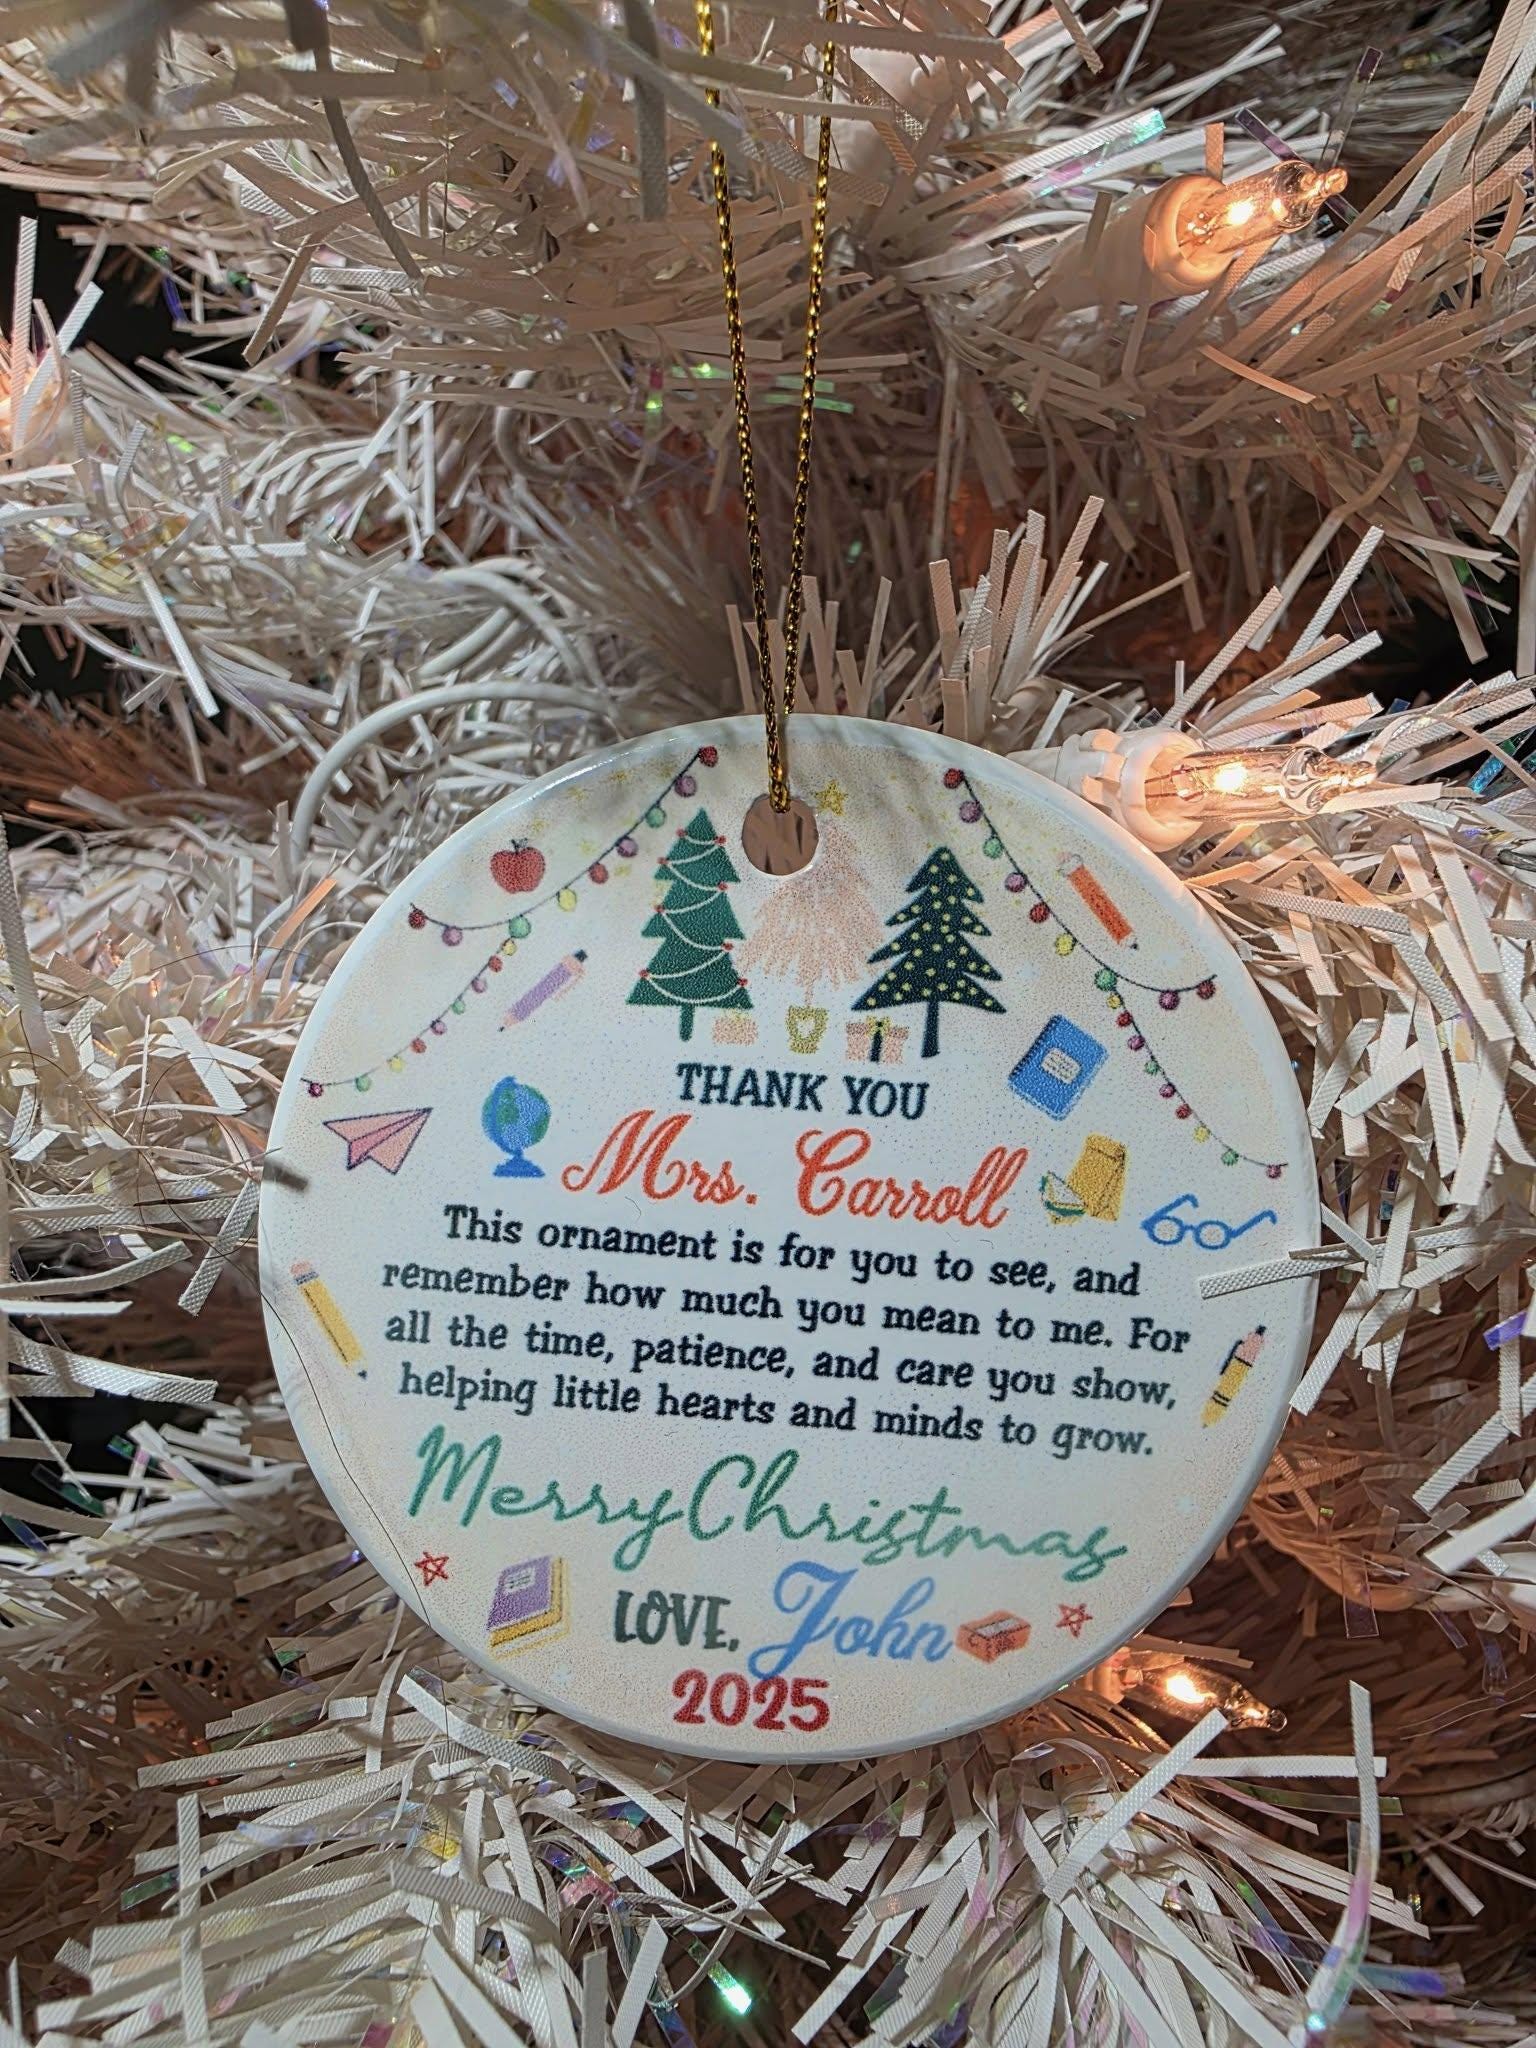 THANK YOU
Mrs. Carroll
This ornament is for you to see, and
remember how much you mean to me. For
all the time, patience, and care you show,
helping little hearts and minds to grow.
Merry Christmas
LOVE, John
2025